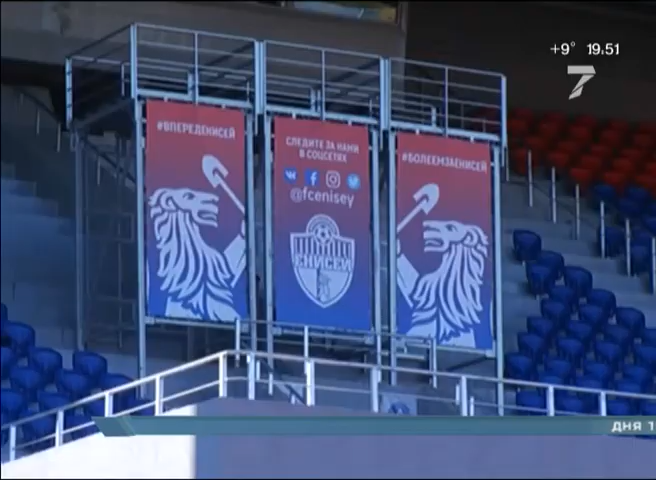 +9° 19.51
7
#ВПЕРЕДЕНИСЕЙ
СЛЕДИТЕ ЗА НАМИ
В СОЦСЕТЯХ
@fcenisey
ЕНИСЕЙ
#БОЛЕЕМЗАЕНИСЕЙ
ДНЯ 1